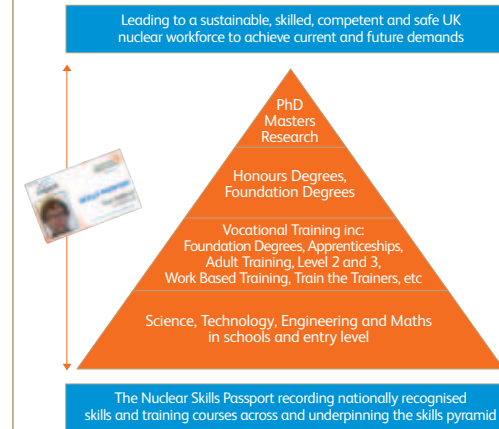 Leading to a sustainable, skilled, competent and safe UK
nuclear workforce to achieve current and future demands
PhD
Masters
Research
Honours Degrees,
Foundation Degrees
Vocational Training inc:
Foundation Degrees, Apprenticeships,
Adult Training, Level 2 and 3,
Work Based Training, Train the Trainers, etc
SKILLS PASSPORT
Science, Technology, Engineering and Maths
in schools and entry level
The Nuclear Skills Passport recording nationally recognised
skills and training courses across and underpinning the skills pyramid